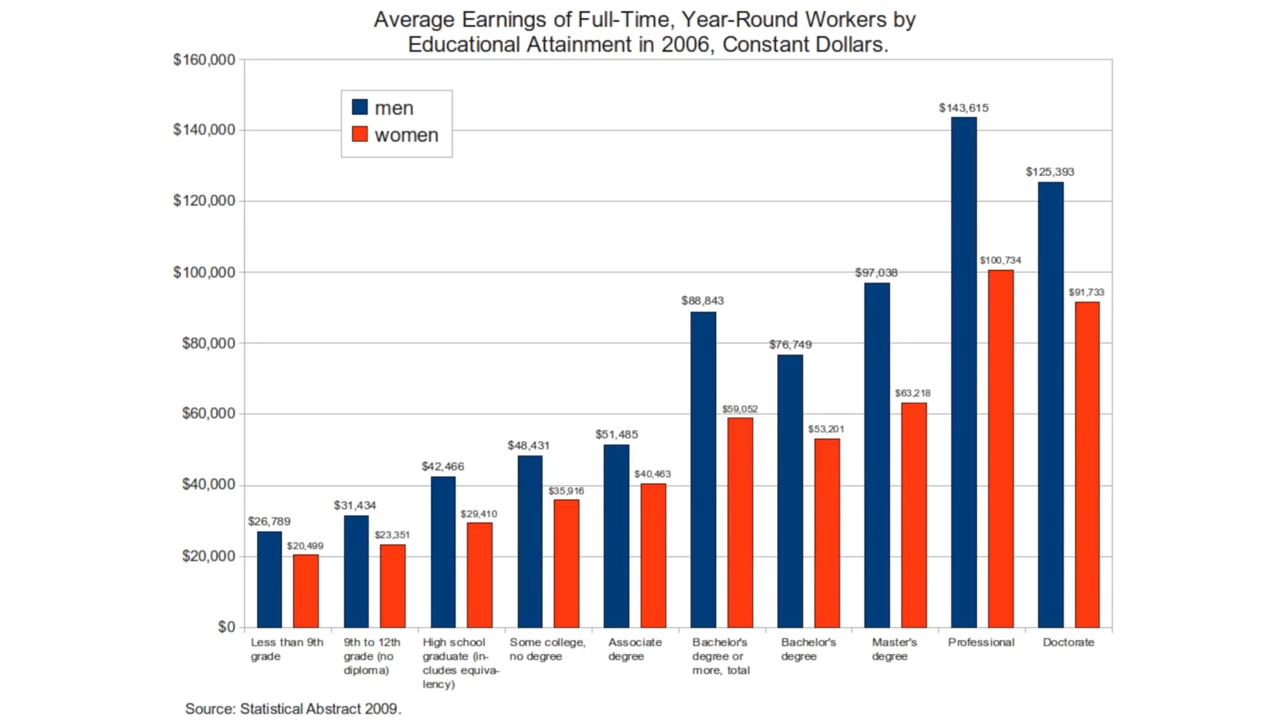 Average Earnings of Full-Time, Year-Round Workers by
Educational Attainment in 2006, Constant Dollars.
$160,000
$140,000
$120,000
$100,000
$80,000
$60,000
$40,000
$20,000
$0
men
women
$26,789
$20,499
$31,434
$23,351
$42,466
$29,410
$48,431
$35,916
$51,485
$40,463
$88,843
$59,052
$76,749
$53,201
$97,038
$63,218
$143,615
$100,734
$125,393
$91,733
Less than 9th
grade
9th to 12th
grade (no
diploma)
High school
graduate (in-
cludes equiva-
lency)
Some college,
no degree
Associate
degree
Bachelor's
degree or
more, total
Bachelor's
degree
Master's
degree
Professional
Doctorate
Source: Statistical Abstract 2009.